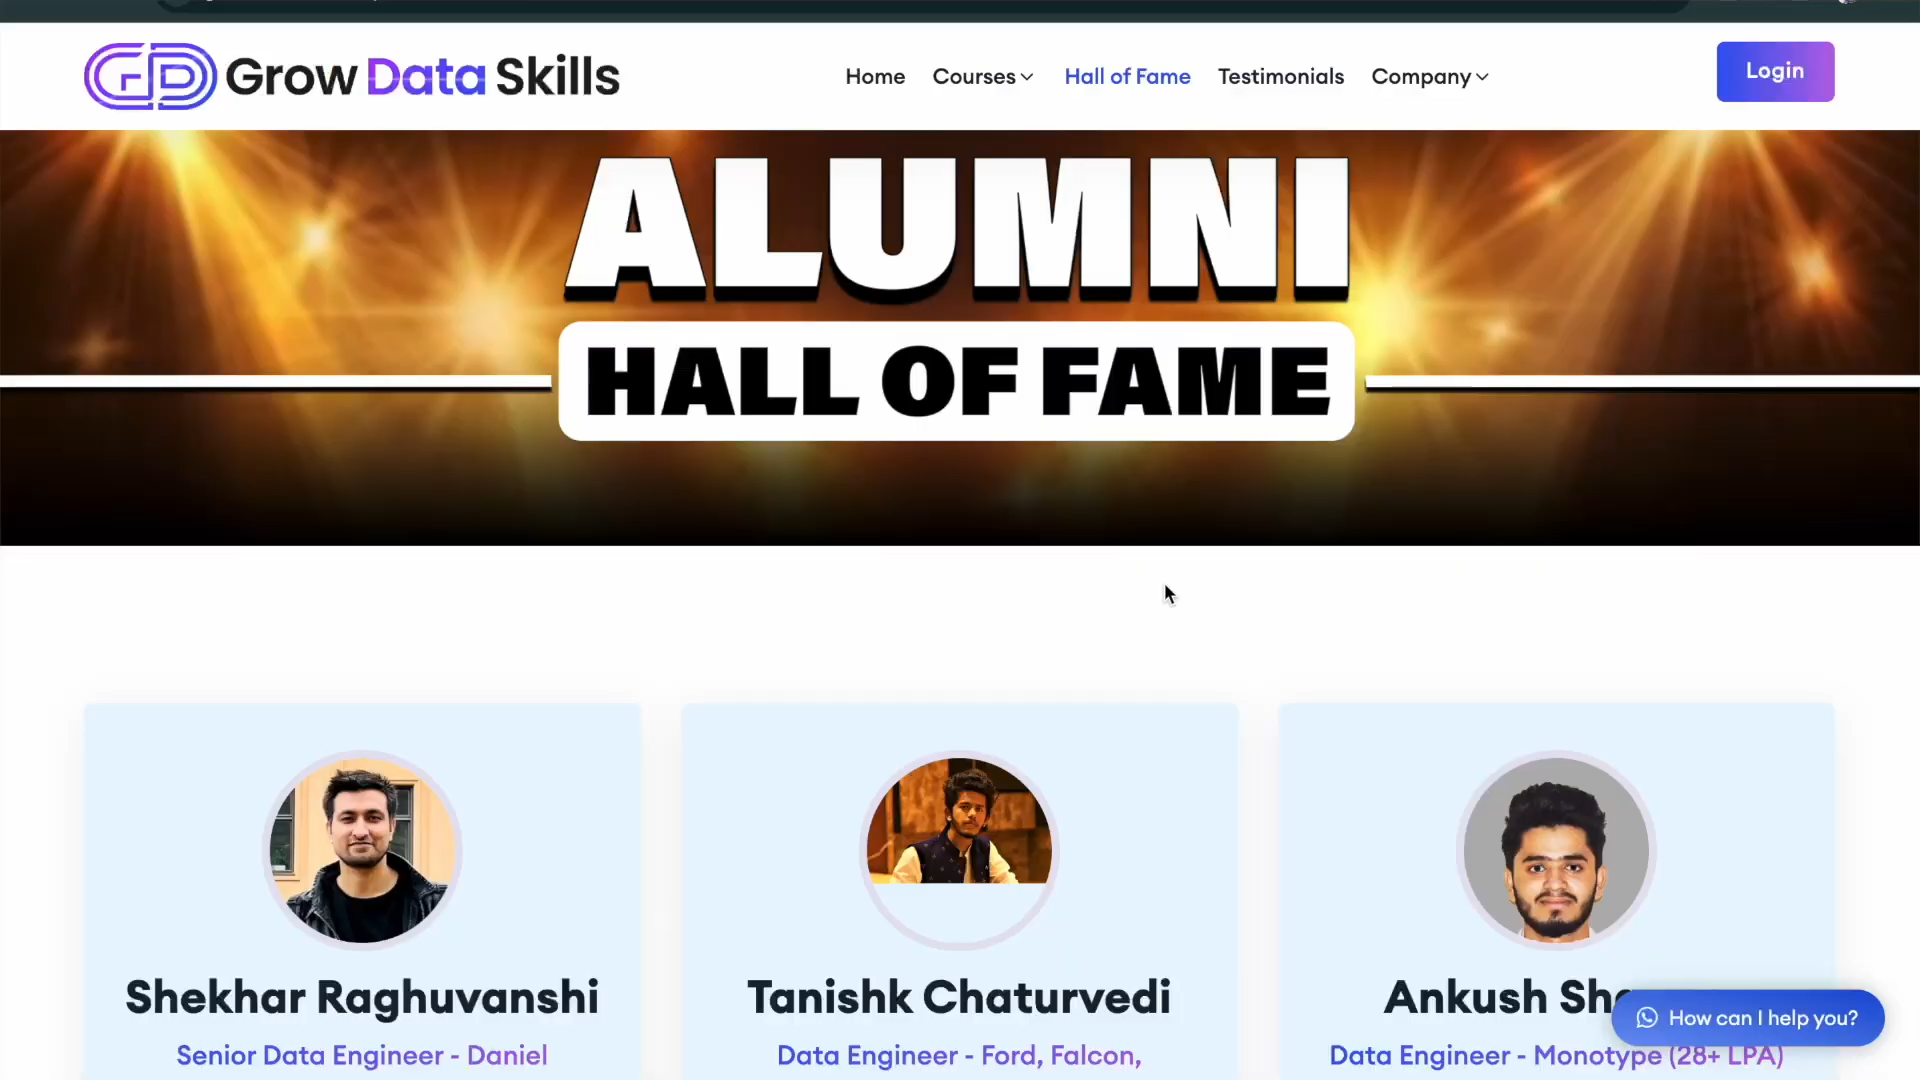 Grow Data Skills
Home Courses Hall of Fame Testimonials Company Login
ALUMNI
HALL OF FAME
Shekhar Raghuvanshi
Senior Data Engineer - Daniel
Tanishk Chaturvedi
Data Engineer - Ford, Falcon,
Ankush
Data Engineer - Monotype (28+ LPA)
How can I help you?